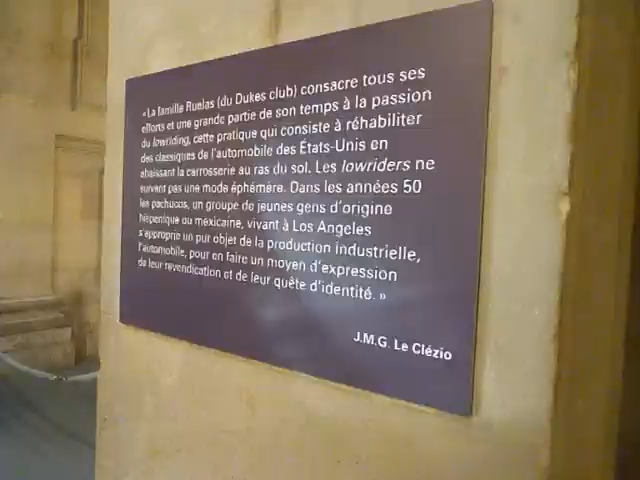 « La famille Ruelas (du Dukes club) consacre tous ses
efforts et une grande partie de son temps à la passion
du lowriding, cette pratique qui consiste à réhabiliter
des classiques de l'automobile des États-Unis en
abaissant la carrosserie au ras du sol. Les lowriders ne
suivent pas une mode éphémère. Dans les années 50
les pachucos, un groupe de jeunes gens d'origine
hispanique ou mexicaine, vivant à Los Angeles
s'approprie un pur objet de la production industrielle,
l'automobile, pour en faire un moyen d'expression
de leur revendication et de leur quête d'identité. »
J.M.G. Le Clézio